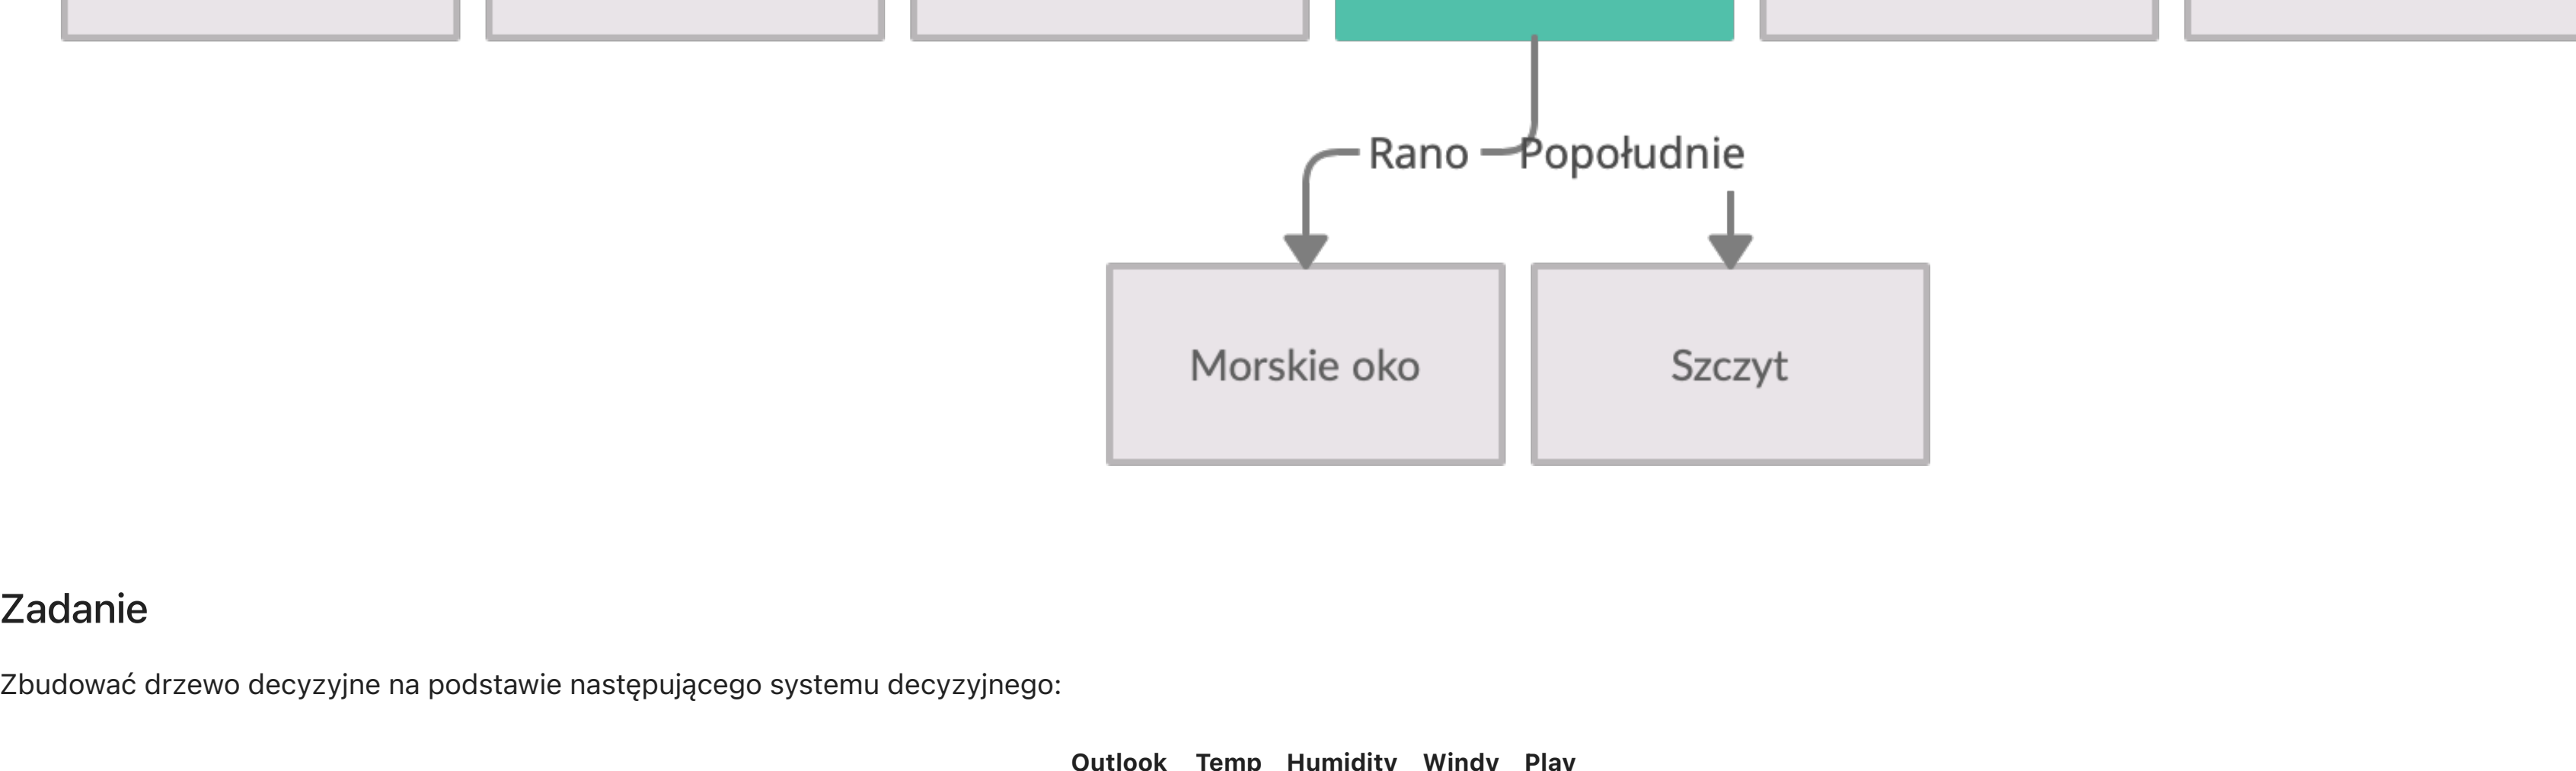 Rano Popołudnie
Morskie oko Szczyt
Zadanie
Zbudować drzewo decyzyjne na podstawie następującego systemu decyzyjnego:
Outlook Temp Humidity Windy Play